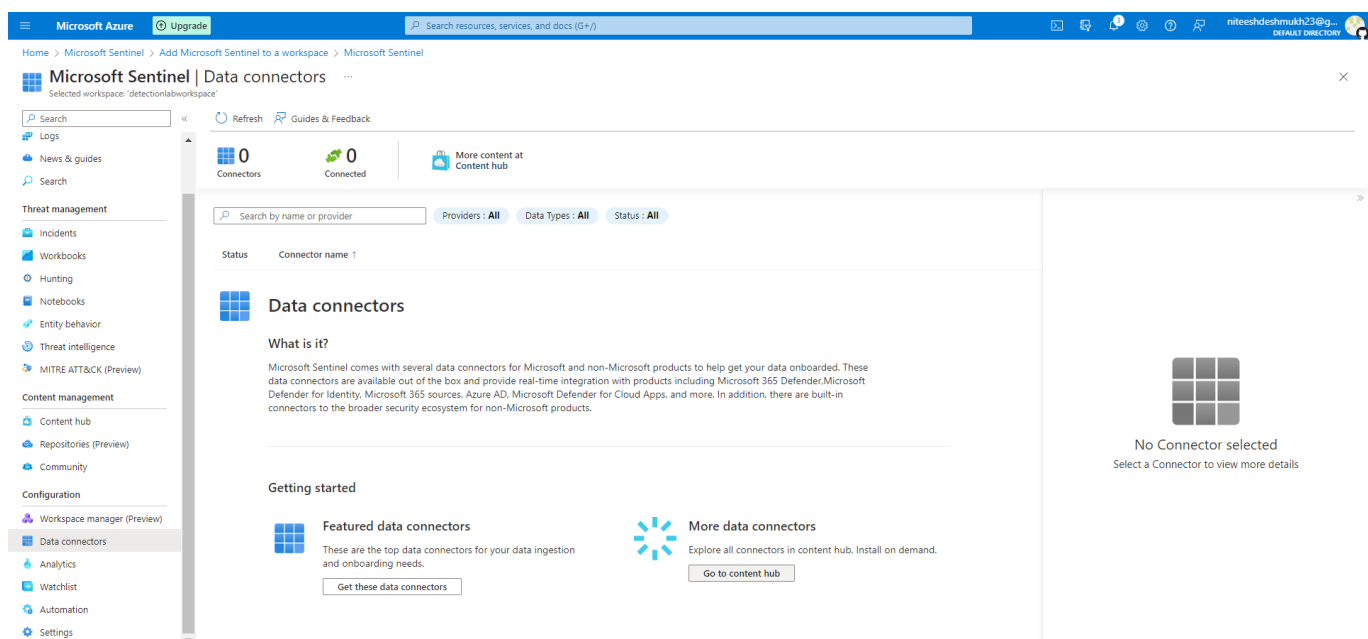 Microsoft Azure
Upgrade
Search resources, services, and docs (G+/)
1
niteeshdeshmukh23@g...
DEFAULT DIRECTORY
Home > Microsoft Sentinel > Add Microsoft Sentinel to a workspace > Microsoft Sentinel
Microsoft Sentinel | Data connectors ...
Selected workspace: 'detectionlabworkspace'
Search
«
Refresh
Guides & Feedback
Logs
News & guides
Search
Threat management
Incidents
Workbooks
Hunting
Notebooks
Entity behavior
Threat intelligence
MITRE ATT&CK (Preview)
Content management
Content hub
Repositories (Preview)
Community
Configuration
Workspace manager (Preview)
Data connectors
Analytics
Watchlist
Automation
Settings
0
Connectors
0
Connected
More content at
Content hub
Search by name or provider
Providers : All
Data Types : All
Status : All
Status
Connector name ↑
Data connectors
What is it?
Microsoft Sentinel comes with several data connectors for Microsoft and non-Microsoft products to help get your data onboarded. These
data connectors are available out of the box and provide real-time integration with products including Microsoft 365 Defender,Microsoft
Defender for Identity, Microsoft 365 sources, Azure AD, Microsoft Defender for Cloud Apps, and more. In addition, there are built-in
connectors to the broader security ecosystem for non-Microsoft products.
Getting started
Featured data connectors
These are the top data connectors for your data ingestion
and onboarding needs.
Get these data connectors
More data connectors
Explore all connectors in content hub. Install on demand.
Go to content hub
»
No Connector selected
Select a Connector to view more details